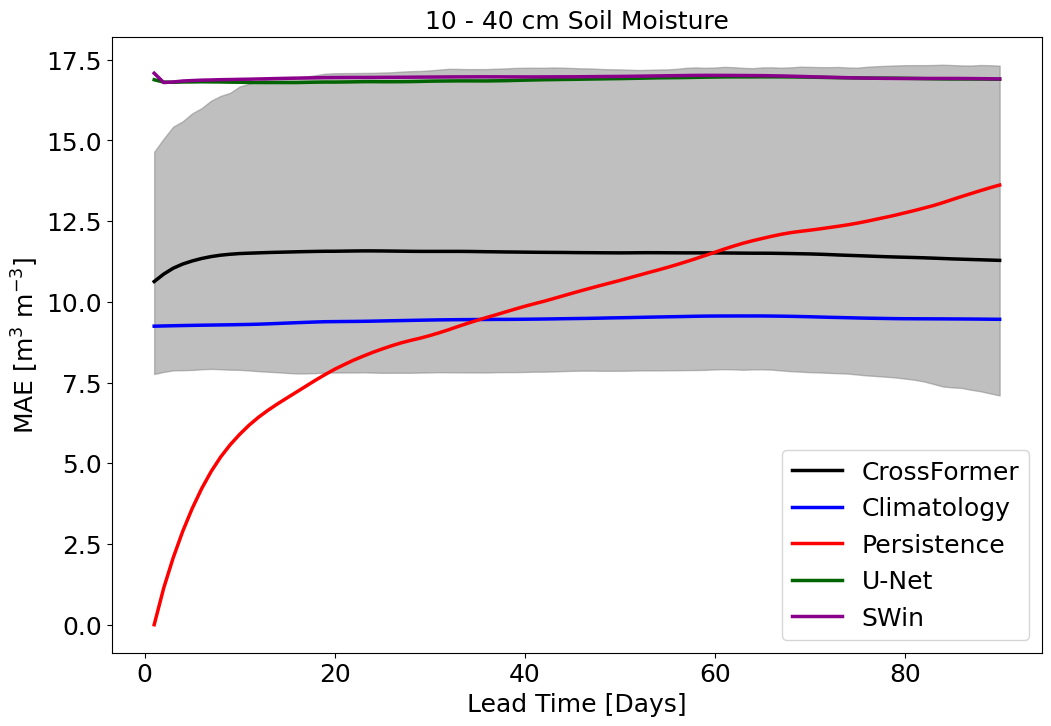 10 - 40 cm Soil Moisture
MAE [m³ m⁻³]
17.5
15.0
12.5
10.0
7.5
5.0
2.5
0.0
0 20 40 60 80
Lead Time [Days]
CrossFormer
Climatology
Persistence
U-Net
SWin